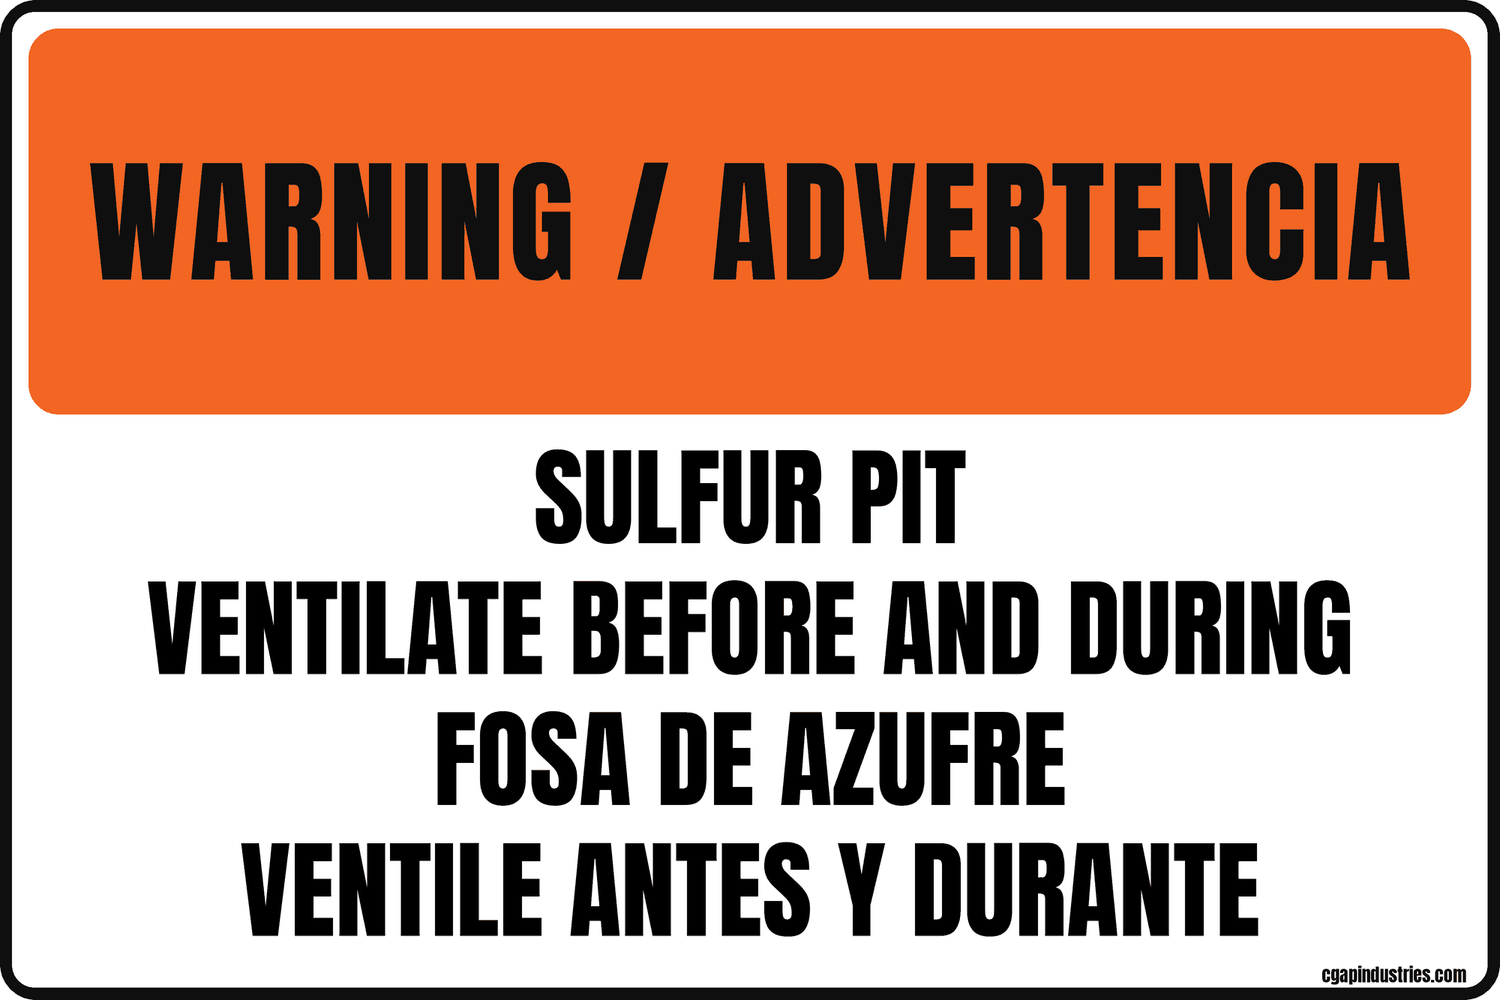 WARNING / ADVERTENCIA
SULFUR PIT
VENTILATE BEFORE AND DURING
FOSA DE AZUFRE
VENTILE ANTES Y DURANTE
cgapindustries.com